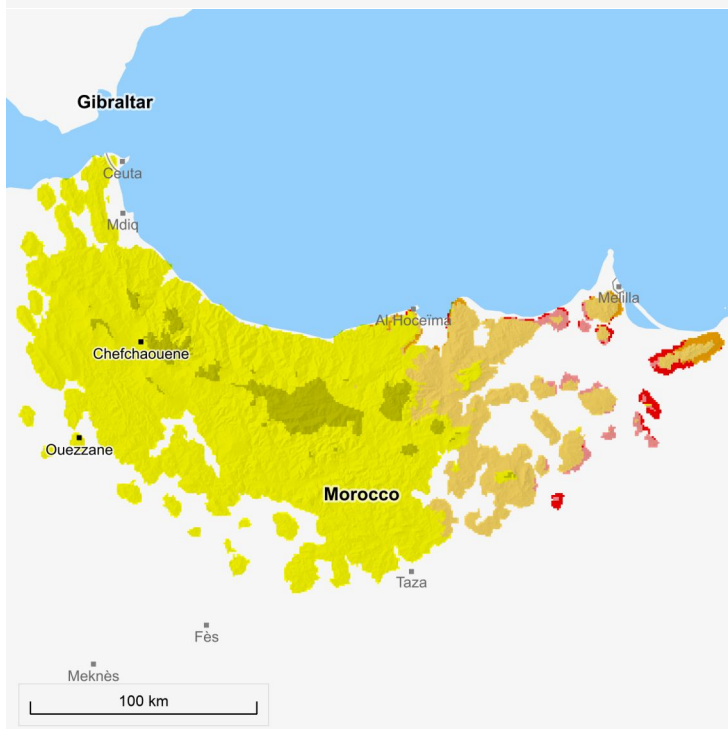 Gibraltar
Ceuta
Mdiq
Melilla
Al-Hoceïma
Chefchaouene
Ouezzane
Morocco
Taza
Fès
Meknès
100 km